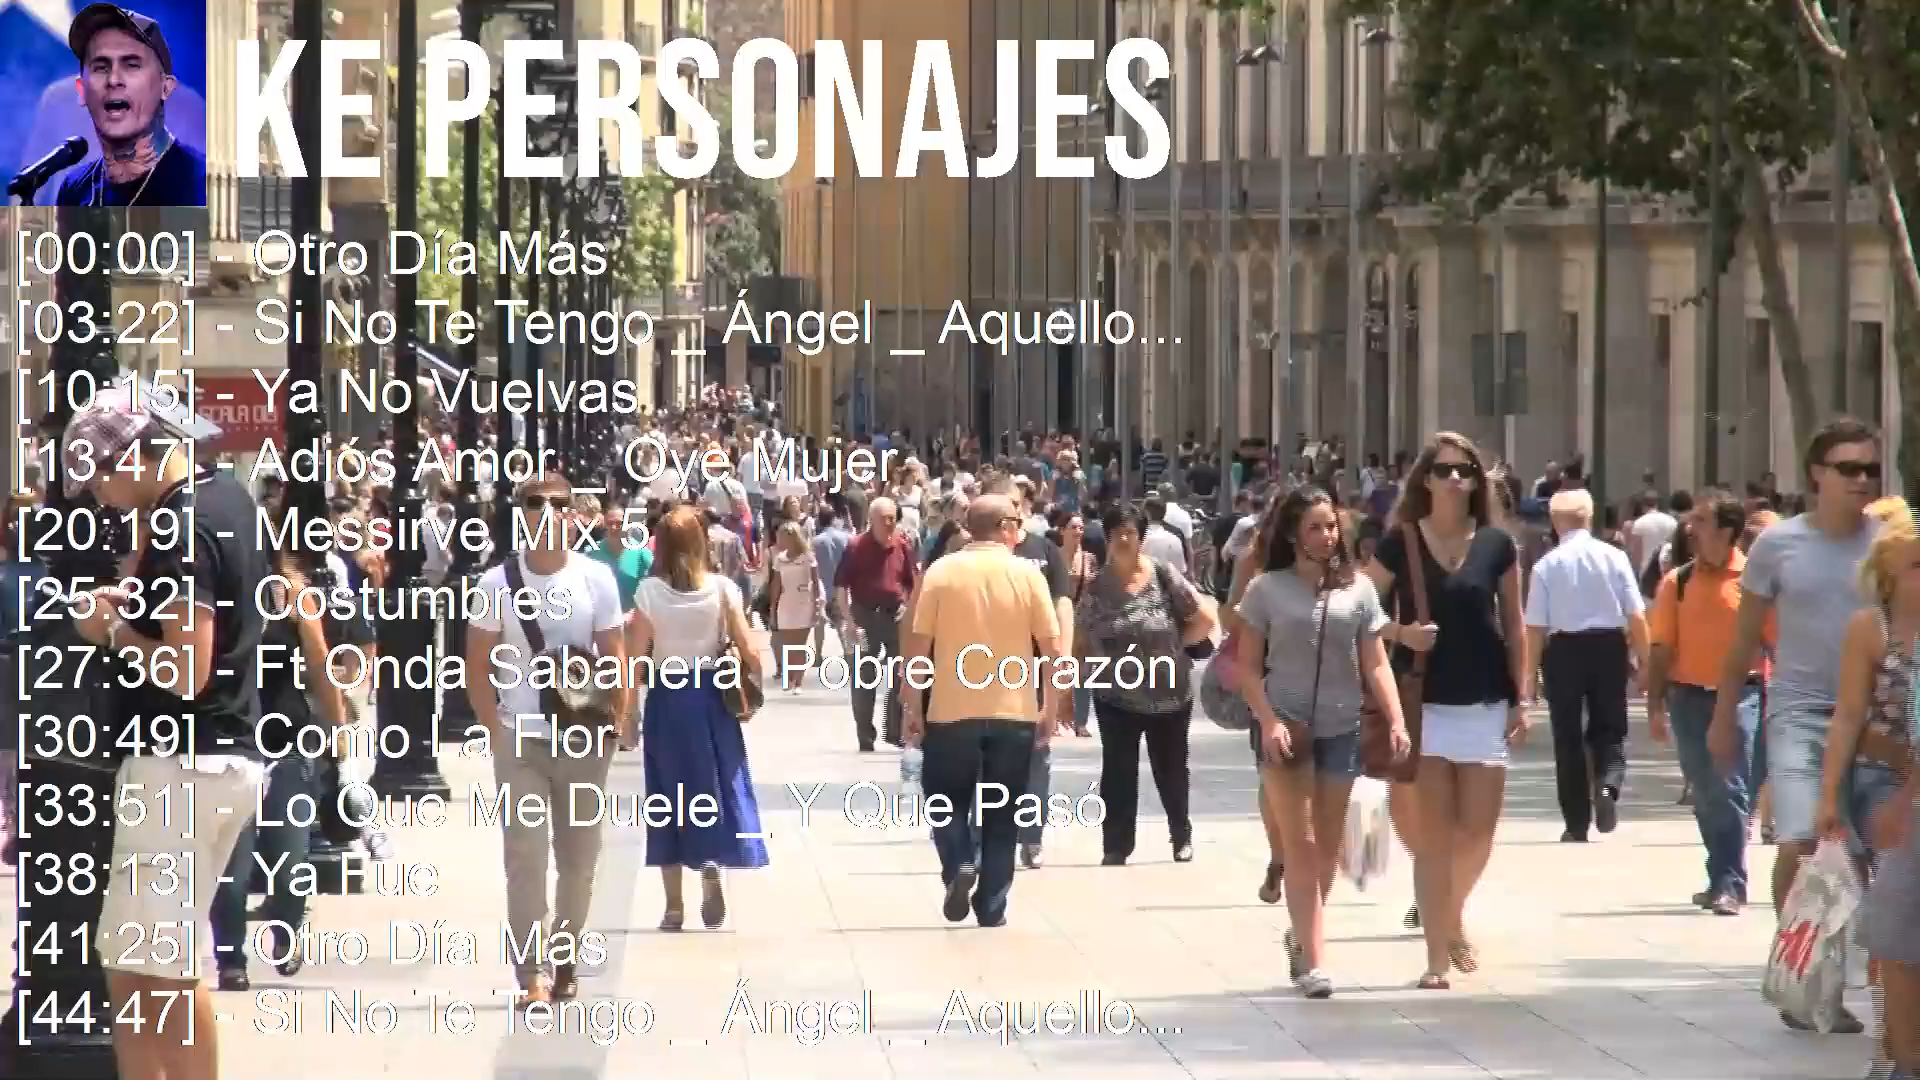 KE PERSONAJES
[00:00] - Otro Día Más
[03:22] - Si No Te Tengo _ Ángel _ Aquello...
[10:15] - Ya No Vuelvas
[13:47] - Adiós Amor _ Oye Mujer
[20:19] - Messirve Mix 5
[25:32] - Costumbres
[27:36] - Ft Onda Sabanera  Pobre Corazón
[30:49] - Como La Flor
[33:51] - Lo Que Me Duele _ Y Que Pasó
[38:13] - Ya Fue
[41:25] - Otro Día Más
[44:47] - Si No Te Tengo _ Ángel _ Aquello...